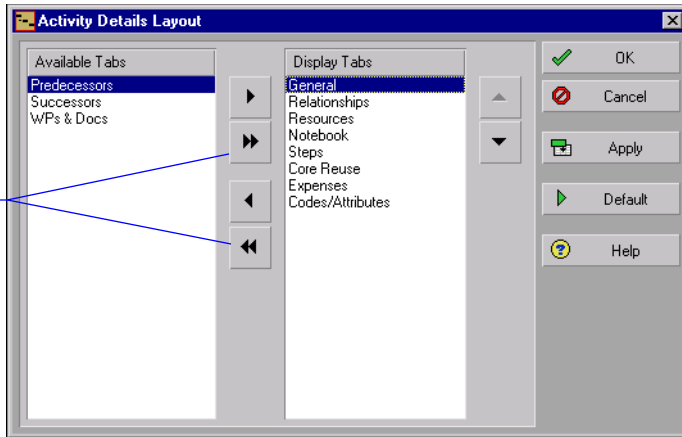 Activity Details Layout
Available Tabs
Predecessors
Successors
WPs & Docs
Display Tabs
General
Relationships
Resources
Notebook
Steps
Core Reuse
Expenses
Codes/Attributes
OK
Cancel
Apply
Default
Help